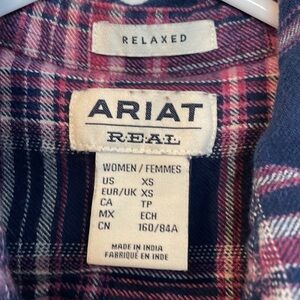 RELAXED
ARIAT
REAL
WOMEN / FEMMES
US XS
EUR/UK XS
CA TP
MX ECH
CN 160/84A
MADE IN INDIA
FABRIQUÉ EN INDE